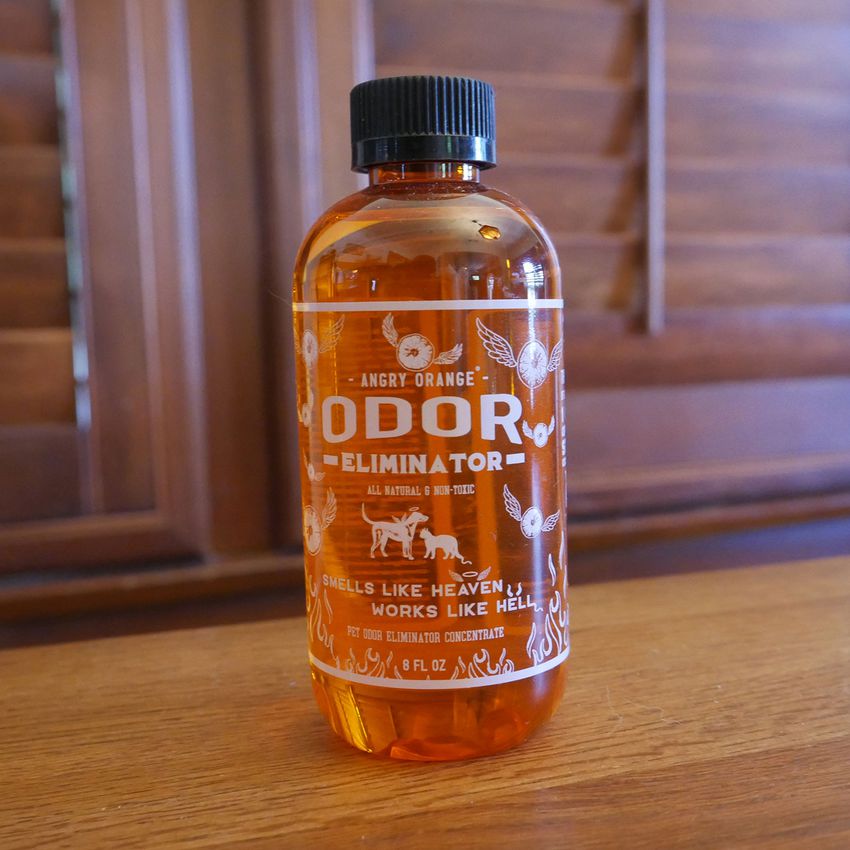 - ANGRY ORANGE® -
ODOR
ELIMINATOR
ALL NATURAL & NON-TOXIC
SMELLS LIKE HEAVEN
WORKS LIKE HELL
PET ODOR ELIMINATOR CONCENTRATE
8 FL OZ